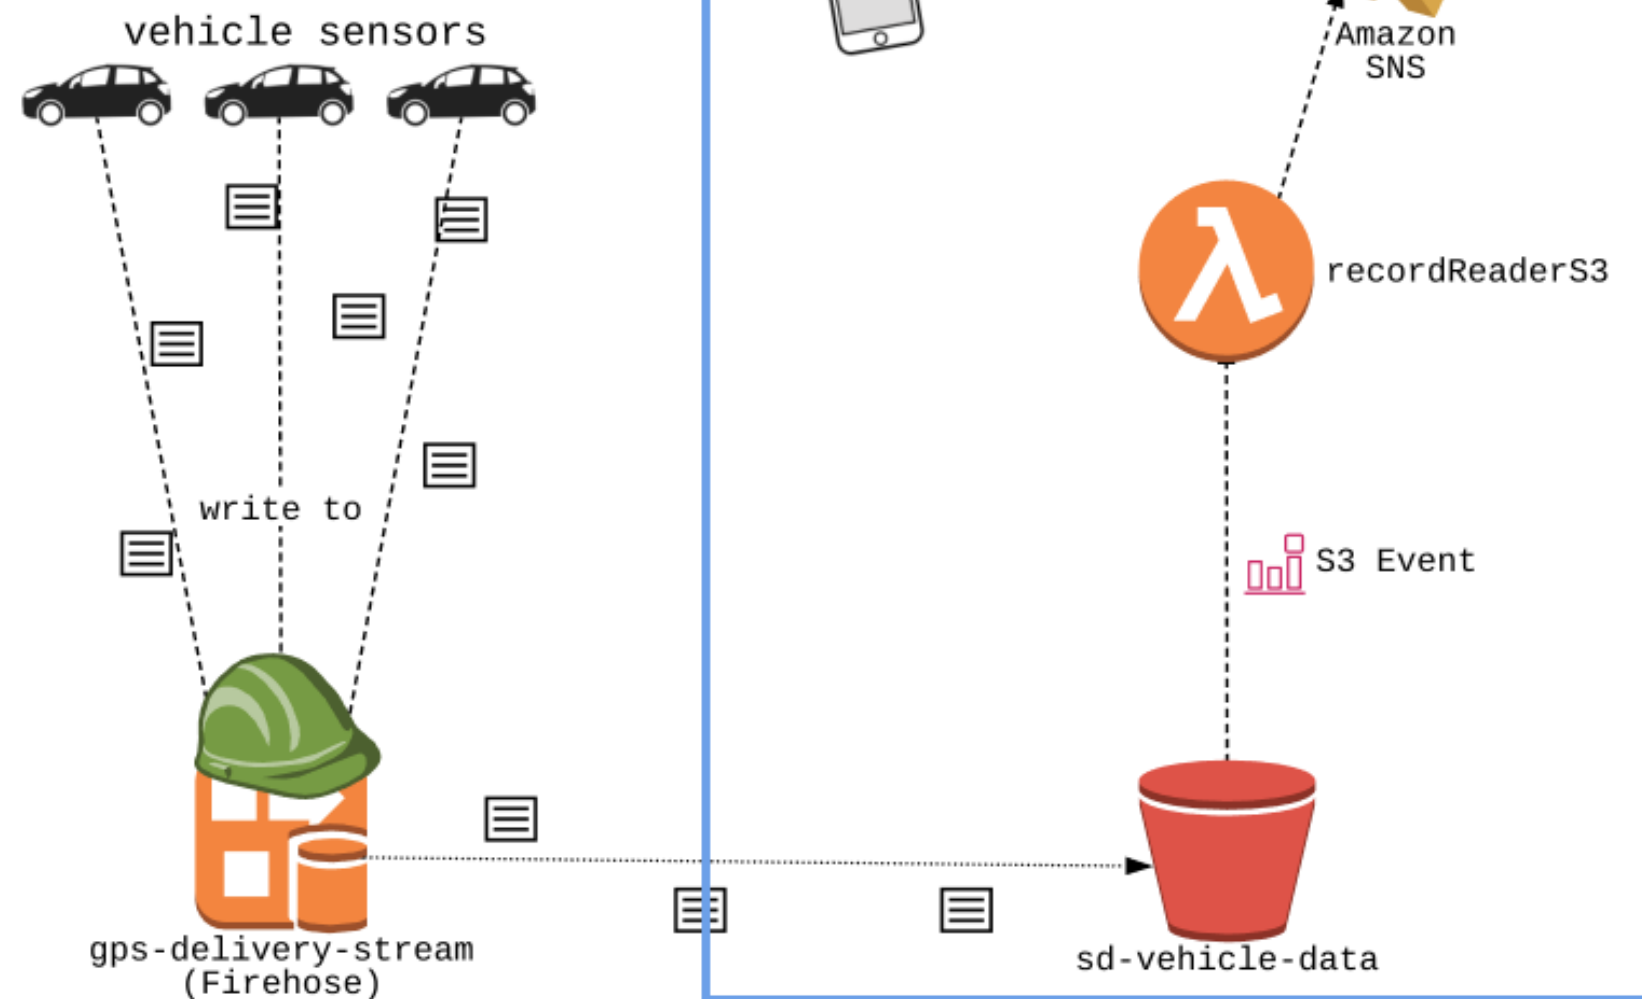 vehicle sensors
Amazon
SNS
recordReaderS3
write to
S3 Event
gps-delivery-stream
(Firehose)
sd-vehicle-data